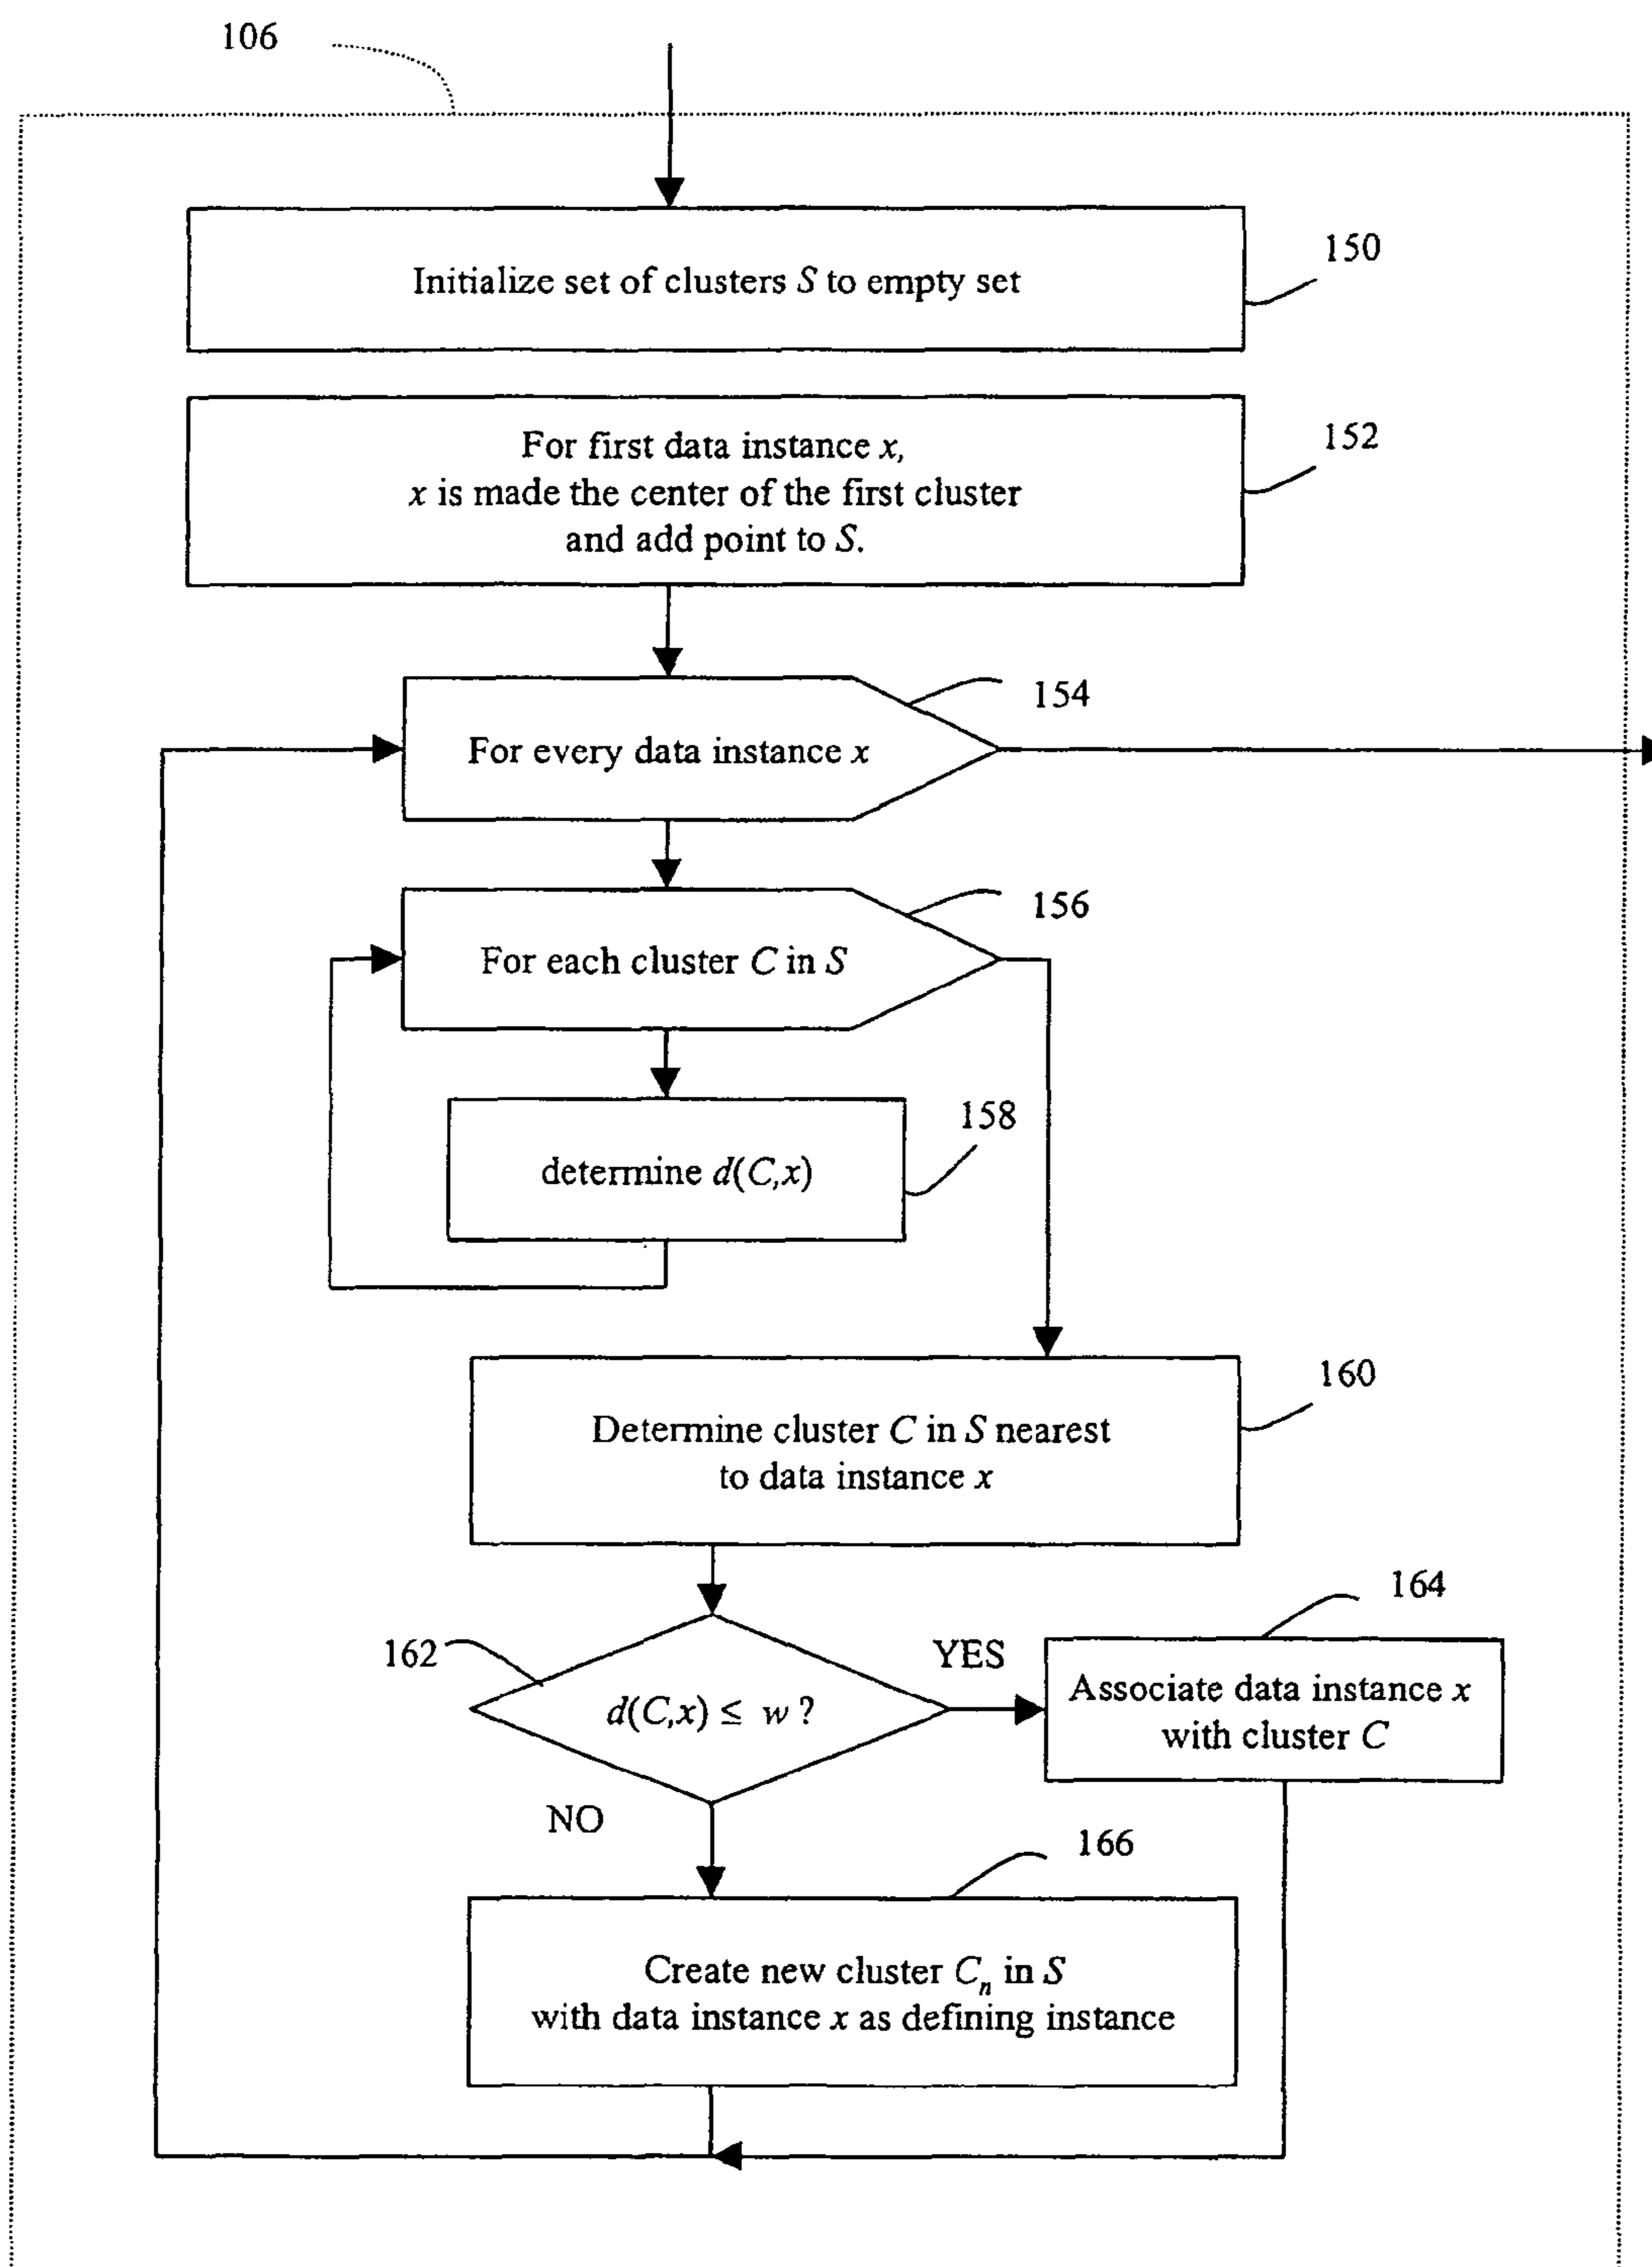 106
Initialize set of clusters S to empty set
150
For first data instance x,
x is made the center of the first cluster
and add point to S.
152
For every data instance x
154
For each cluster C in S
156
determine d(C,x)
158
Determine cluster C in S nearest
to data instance x
160
162
d(C,x) ≤ w ?
YES
164
Associate data instance x
with cluster C
NO
166
Create new cluster Cn in S
with data instance x as defining instance